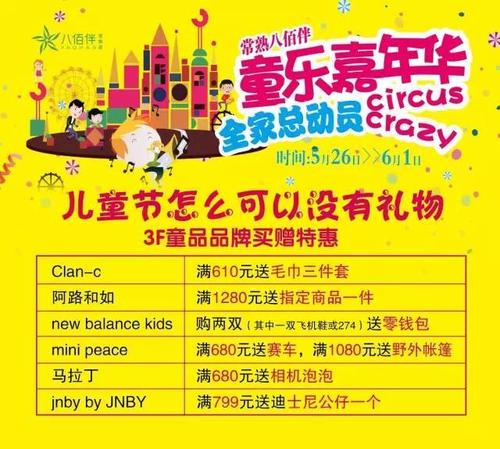 八佰伴
YAOHAN
常熟八佰伴
童乐嘉年华
全家总动员
circus
crazy
时间:5月26日>>6月1日
儿童节怎么可以没有礼物
3F童品品牌买赠特惠
Clan-c 满610元送毛巾三件套
阿路和如 满1280元送指定商品一件
new balance kids 购两双（其中一双飞机鞋或274）送零钱包
mini peace 满680元送赛车，满1080元送野外帐篷
马拉丁 满680元送相机泡泡
jnby by JNBY 满799元送迪士尼公仔一个